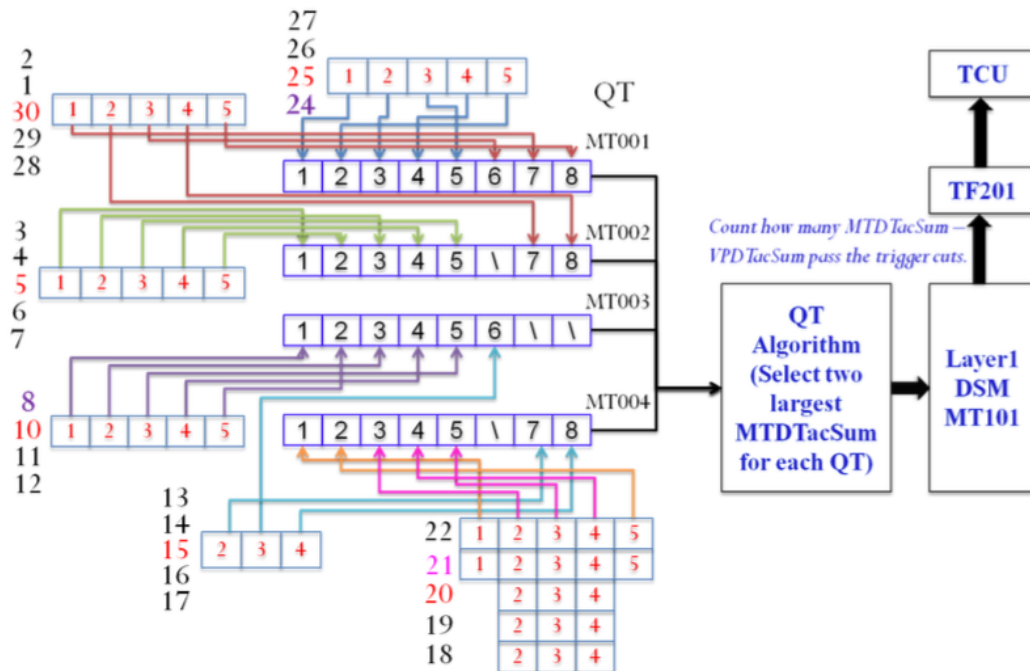 27
26
25
24
1 2 3 4 5
QT
2
1
30
29
28
1 2 3 4 5
MT001
1 2 3 4 5 6 7 8
TCU
TF201
3
4
5
6
7
1 2 3 4 5
MT002
1 2 3 4 5 \ 7 8
Count how many MTDTacSum –
VPDTacSum pass the trigger cuts.
MT003
1 2 3 4 5 6 \ \
8
10
11
12
1 2 3 4 5
MT004
1 2 3 4 5 \ 7 8
QT
Algorithm
(Select two
largest
MTDTacSum
for each QT)
Layer1
DSM
MT101
13
14
15
16
17
2 3 4
22 1 2 3 4 5
21 1 2 3 4 5
20 2 3 4
19 2 3 4
18 2 3 4